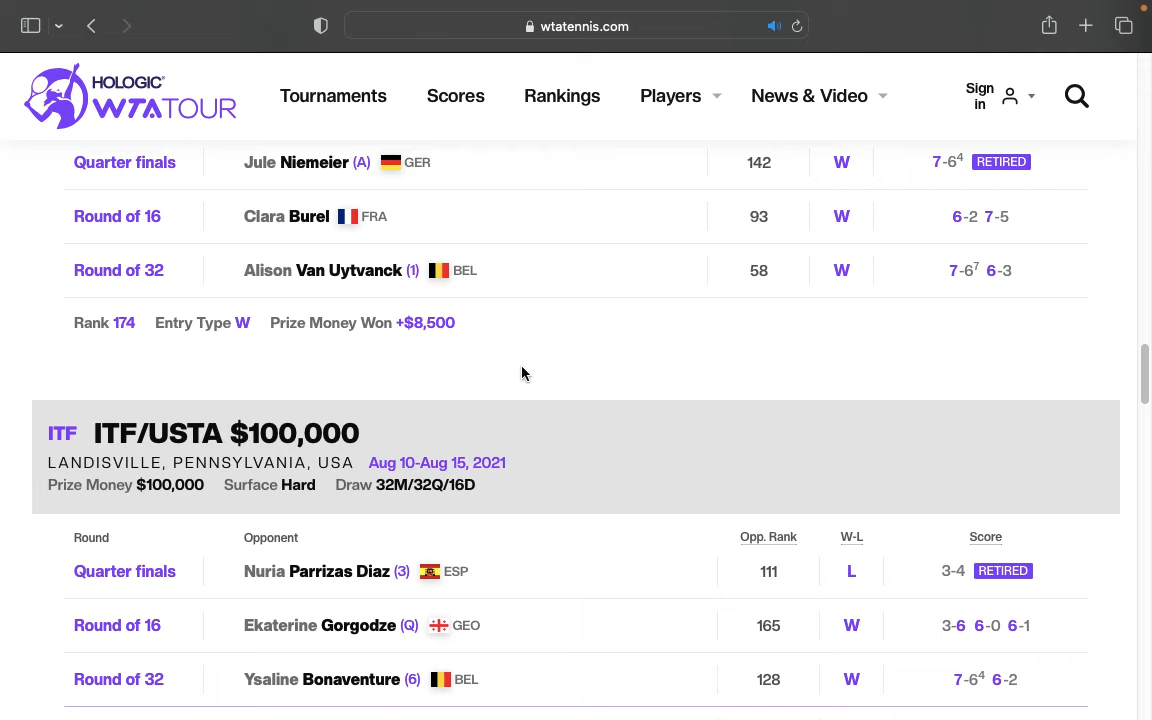 wtatennis.com
HOLOGIC®
WTATOUR
Tournaments Scores Rankings Players News & Video Sign in
Quarter finals Jule Niemeier (A) GER 142 W 7-6⁴ RETIRED
Round of 16 Clara Burel FRA 93 W 6-2 7-5
Round of 32 Alison Van Uytvanck (1) BEL 58 W 7-6⁷ 6-3
Rank 174 Entry Type W Prize Money Won +$8,500
ITF ITF/USTA $100,000
LANDISVILLE, PENNSYLVANIA, USA Aug 10-Aug 15, 2021
Prize Money $100,000 Surface Hard Draw 32M/32Q/16D
Round Opponent Opp. Rank W-L Score
Quarter finals Nuria Parrizas Diaz (3) ESP 111 L 3-4 RETIRED
Round of 16 Ekaterine Gorgodze (Q) GEO 165 W 3-6 6-0 6-1
Round of 32 Ysaline Bonaventure (6) BEL 128 W 7-6⁴ 6-2